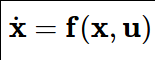 ẋ = f(x, u)